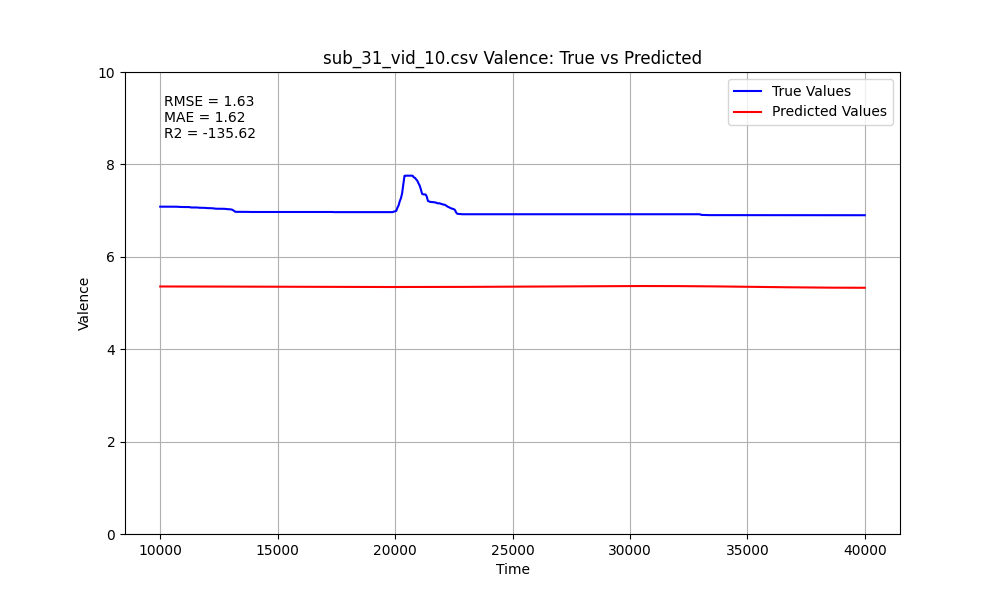 sub_31_vid_10.csv Valence: True vs Predicted
RMSE = 1.63
MAE = 1.62
R2 = -135.62
True Values
Predicted Values
10
8
6
4
2
0
Valence
10000 15000 20000 25000 30000 35000 40000
Time